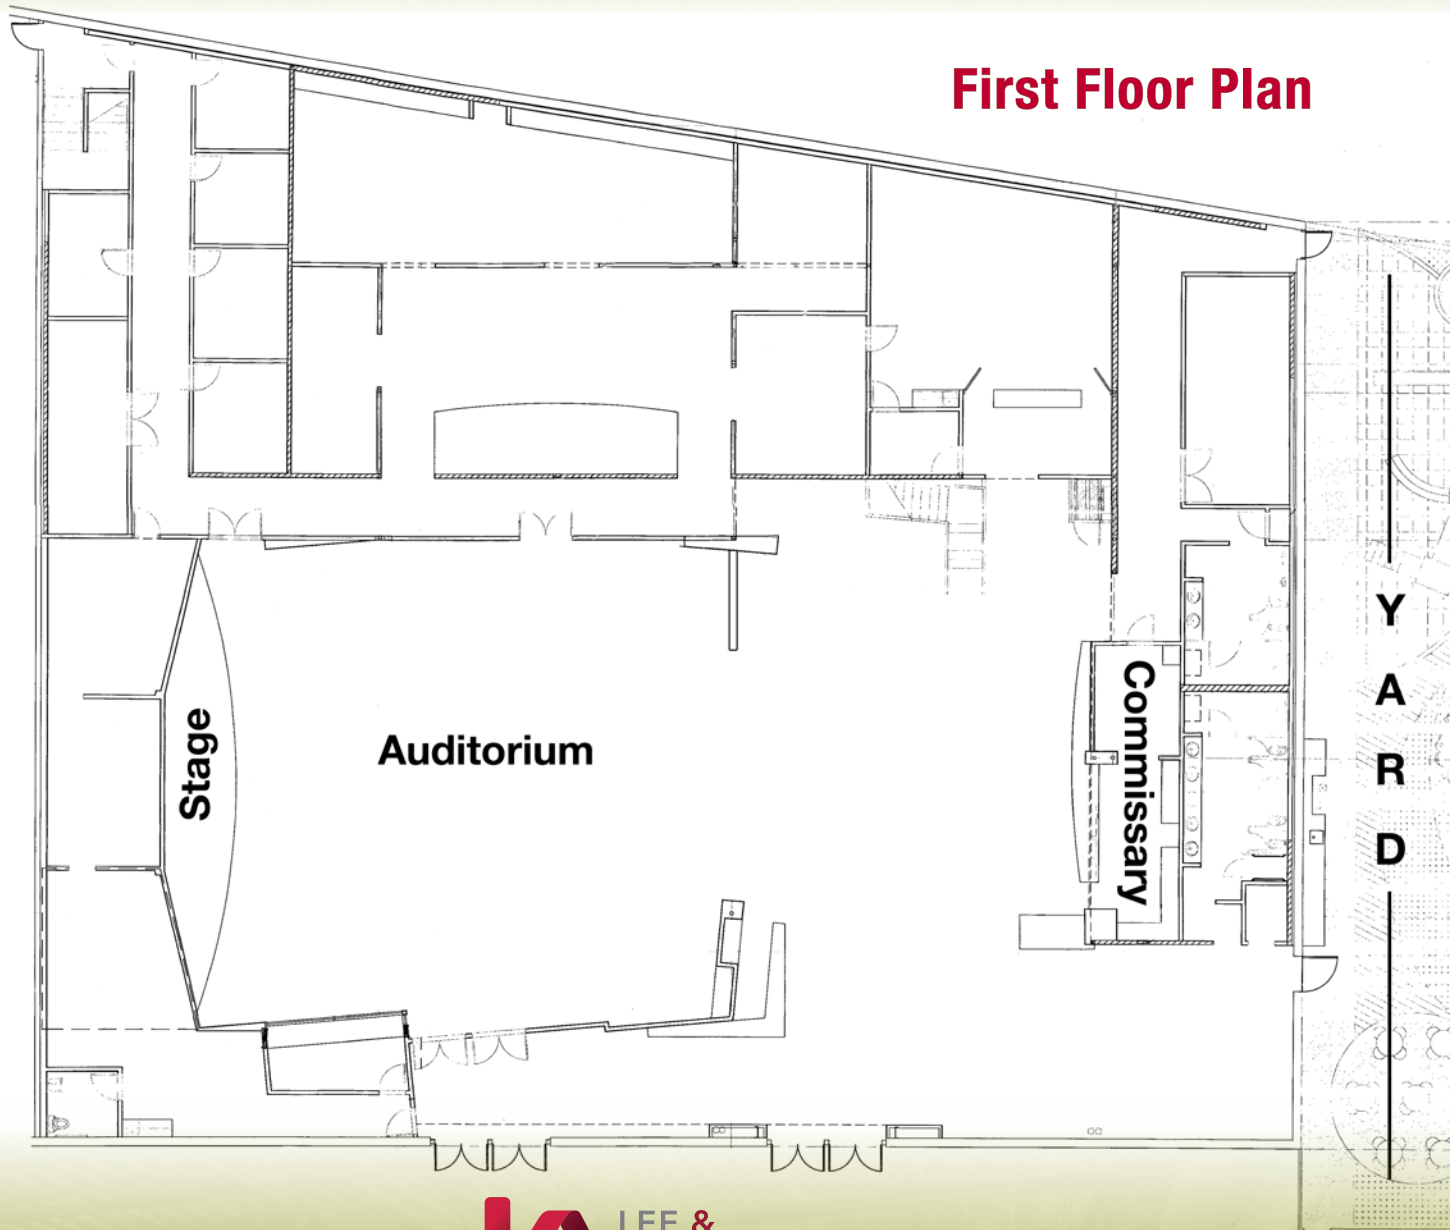 First Floor Plan
Stage
Auditorium
Commissary
YARD
LEE &